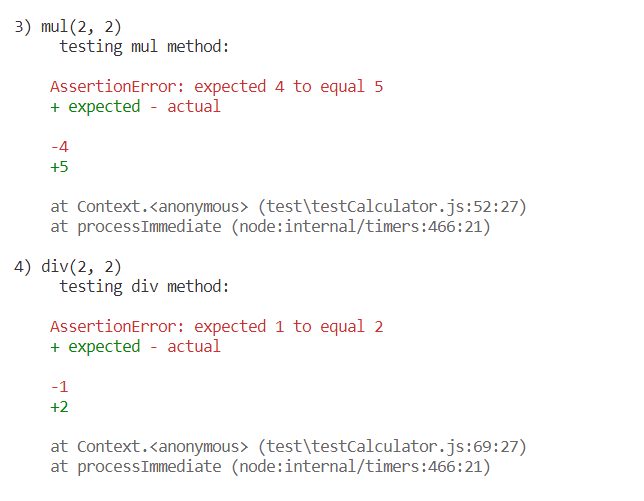 3) mul(2, 2)
testing mul method:
AssertionError: expected 4 to equal 5
+ expected - actual
-4
+5
at Context.<anonymous> (test\testCalculator.js:52:27)
at processImmediate (node:internal/timers:466:21)
4) div(2, 2)
testing div method:
AssertionError: expected 1 to equal 2
+ expected - actual
-1
+2
at Context.<anonymous> (test\testCalculator.js:69:27)
at processImmediate (node:internal/timers:466:21)